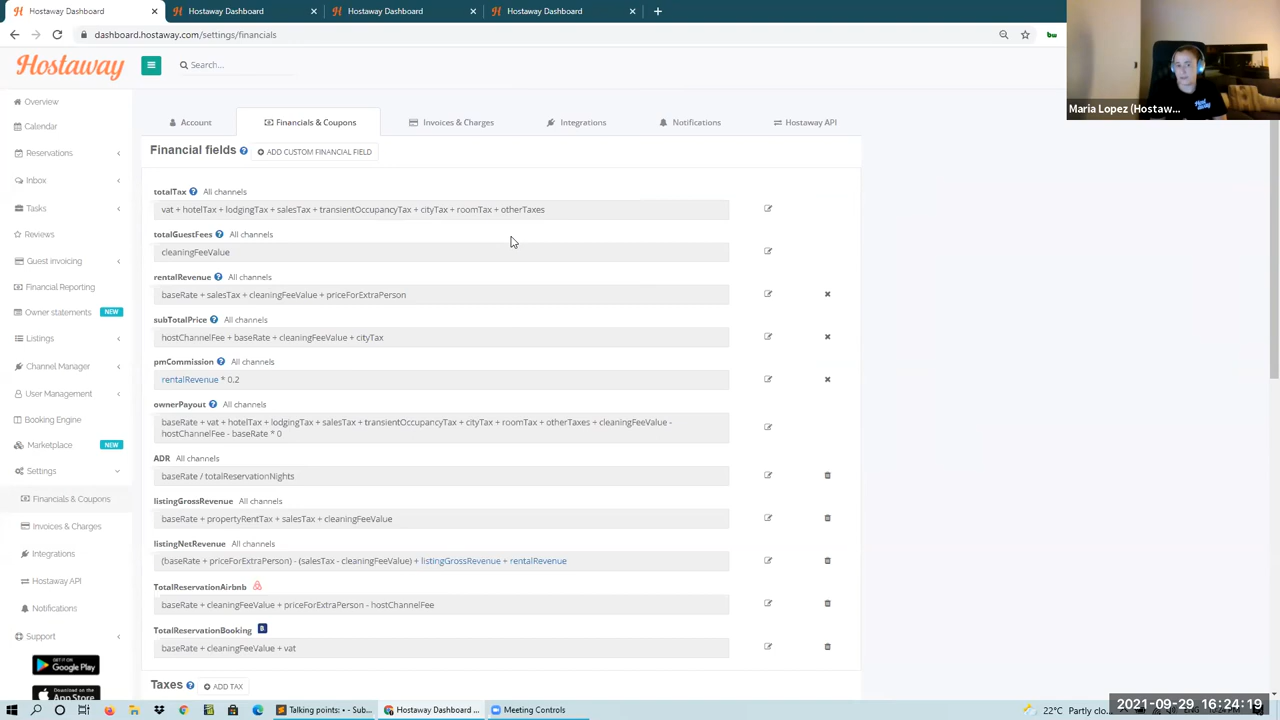 Hostaway Dashboard
Hostaway Dashboard
Hostaway Dashboard
Hostaway Dashboard
dashboard.hostaway.com/settings/financials
Hostaway
Search...
Maria Lopez (Hostaw...
Overview
Calendar
Reservations
Inbox
Tasks
Reviews
Guest invoicing
Financial Reporting
Owner statements NEW
Listings
Channel Manager
User Management
Booking Engine
Marketplace NEW
Settings
Financials & Coupons
Invoices & Charges
Integrations
Hostaway API
Notifications
Support
GET IT ON
Google Play
Download on the
App Store
Account
Financials & Coupons
Invoices & Charges
Integrations
Notifications
Hostaway API
Financial fields ADD CUSTOM FINANCIAL FIELD
totalTax All channels
vat + hotelTax + lodgingTax + salesTax + transientOccupancyTax + cityTax + roomTax + otherTaxes
totalGuestFees All channels
cleaningFeeValue
rentalRevenue All channels
baseRate + salesTax + cleaningFeeValue + priceForExtraPerson
subTotalPrice All channels
hostChannelFee + baseRate + cleaningFeeValue + cityTax
pmCommission All channels
rentalRevenue * 0.2
ownerPayout All channels
baseRate + vat + hotelTax + lodgingTax + salesTax + transientOccupancyTax + cityTax + roomTax + otherTaxes + cleaningFeeValue -
hostChannelFee - baseRate * 0
ADR All channels
baseRate / totalReservationNights
listingGrossRevenue All channels
baseRate + propertyRentTax + salesTax + cleaningFeeValue
listingNetRevenue All channels
(baseRate + priceForExtraPerson) - (salesTax - cleaningFeeValue) + listingGrossRevenue + rentalRevenue
TotalReservationAirbnb
baseRate + cleaningFeeValue + priceForExtraPerson - hostChannelFee
TotalReservationBooking
baseRate + cleaningFeeValue + vat
Taxes ADD TAX
Talking points: • - Sub...
Hostaway Dashboard ...
Meeting Controls
22°C Partly clo...
2021-09-29 16:24:19